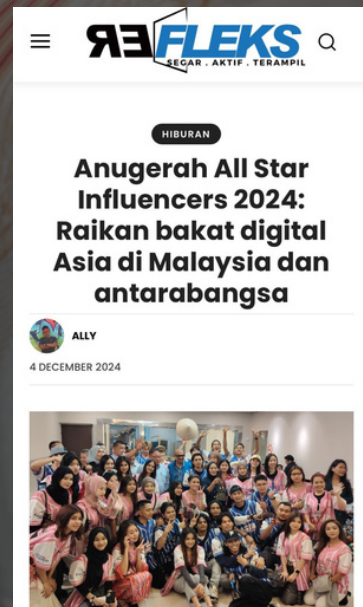 REFLEKS
SEGAR . AKTIF . TERAMPIL
HIBURAN
Anugerah All Star
Influencers 2024:
Raikan bakat digital
Asia di Malaysia dan
antarabangsa
ALLY
4 DECEMBER 2024